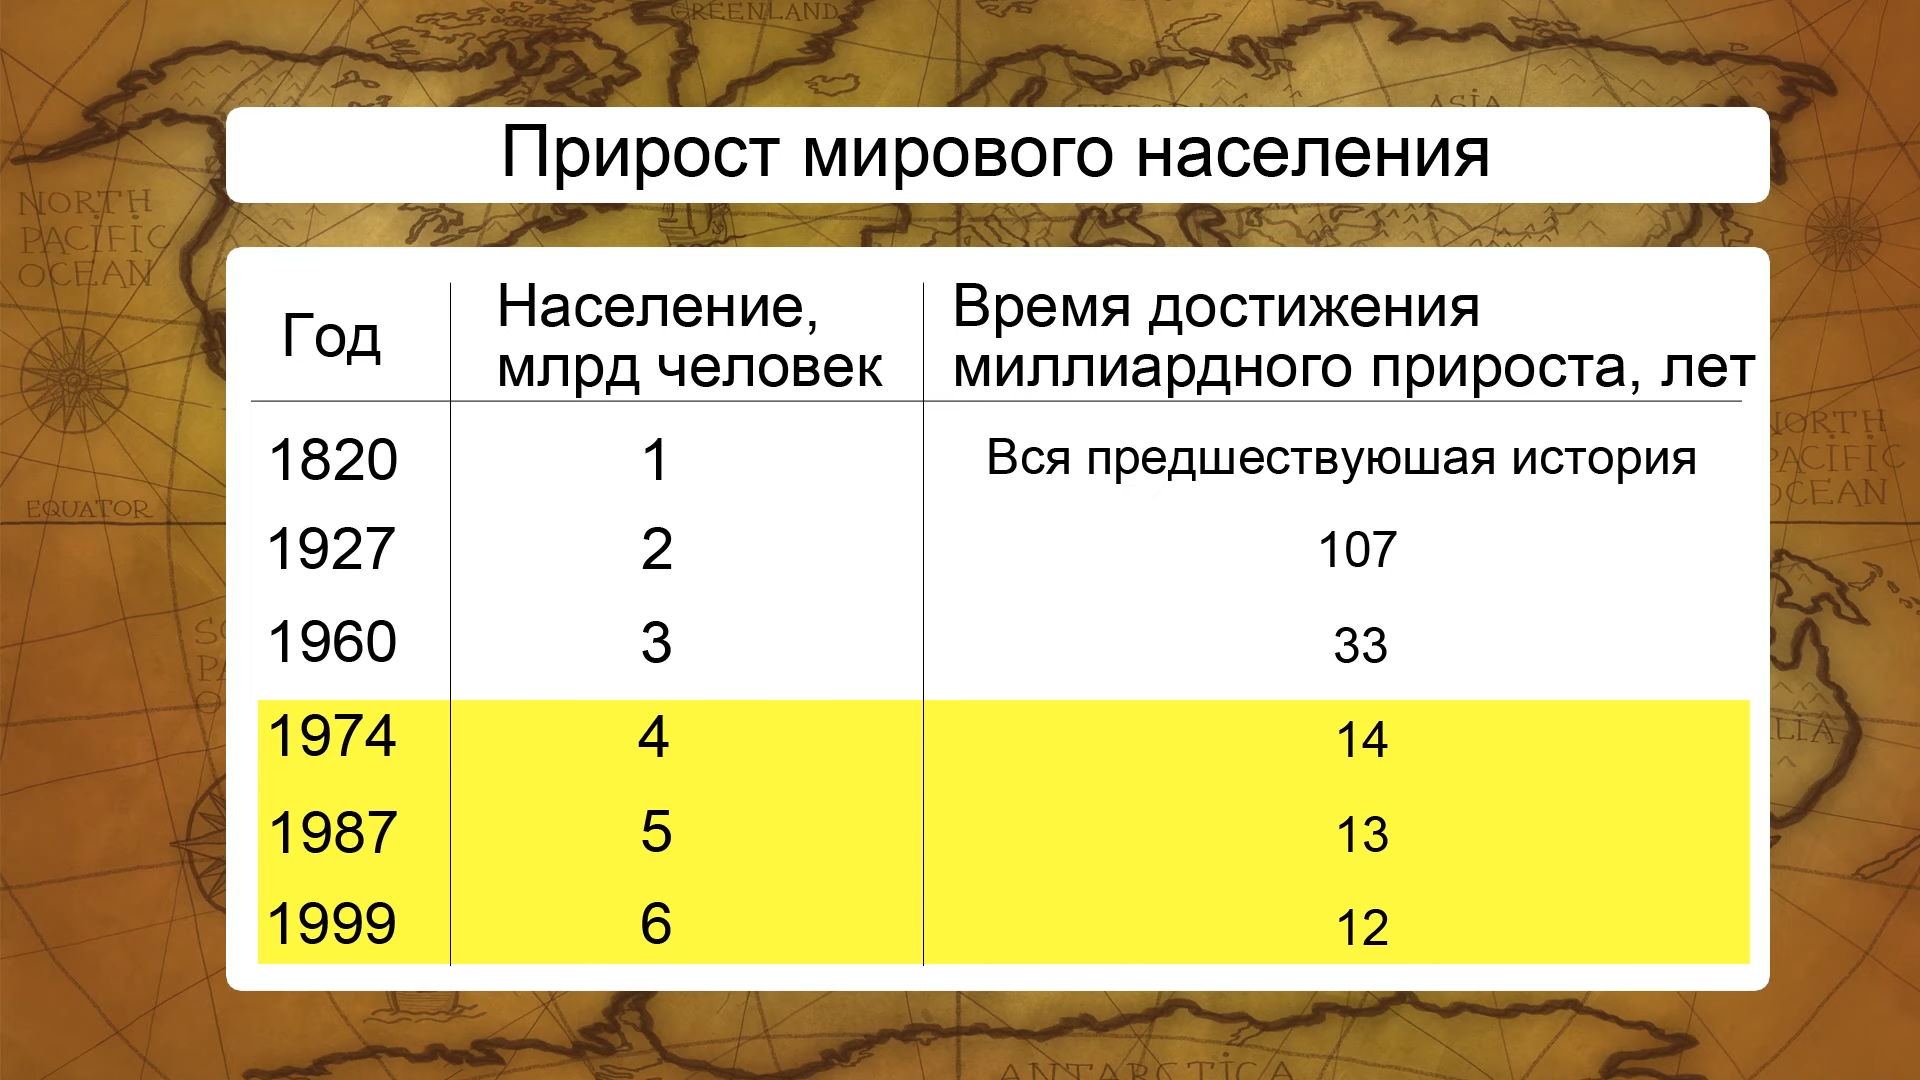 GREENLAND
ASIA
Прирост мирового населения
NORTH
PACIFIC
OCEAN
Год
Население,
млрд человек
Время достижения
миллиардного прироста, лет
1820 1 Вся предшествуюшая история
EQUATOR
NORTH
PACIFIC
OCEAN
1927 2 107
1960 3 33
1974 4 14
1987 5 13
1999 6 12
ANTARCTICA